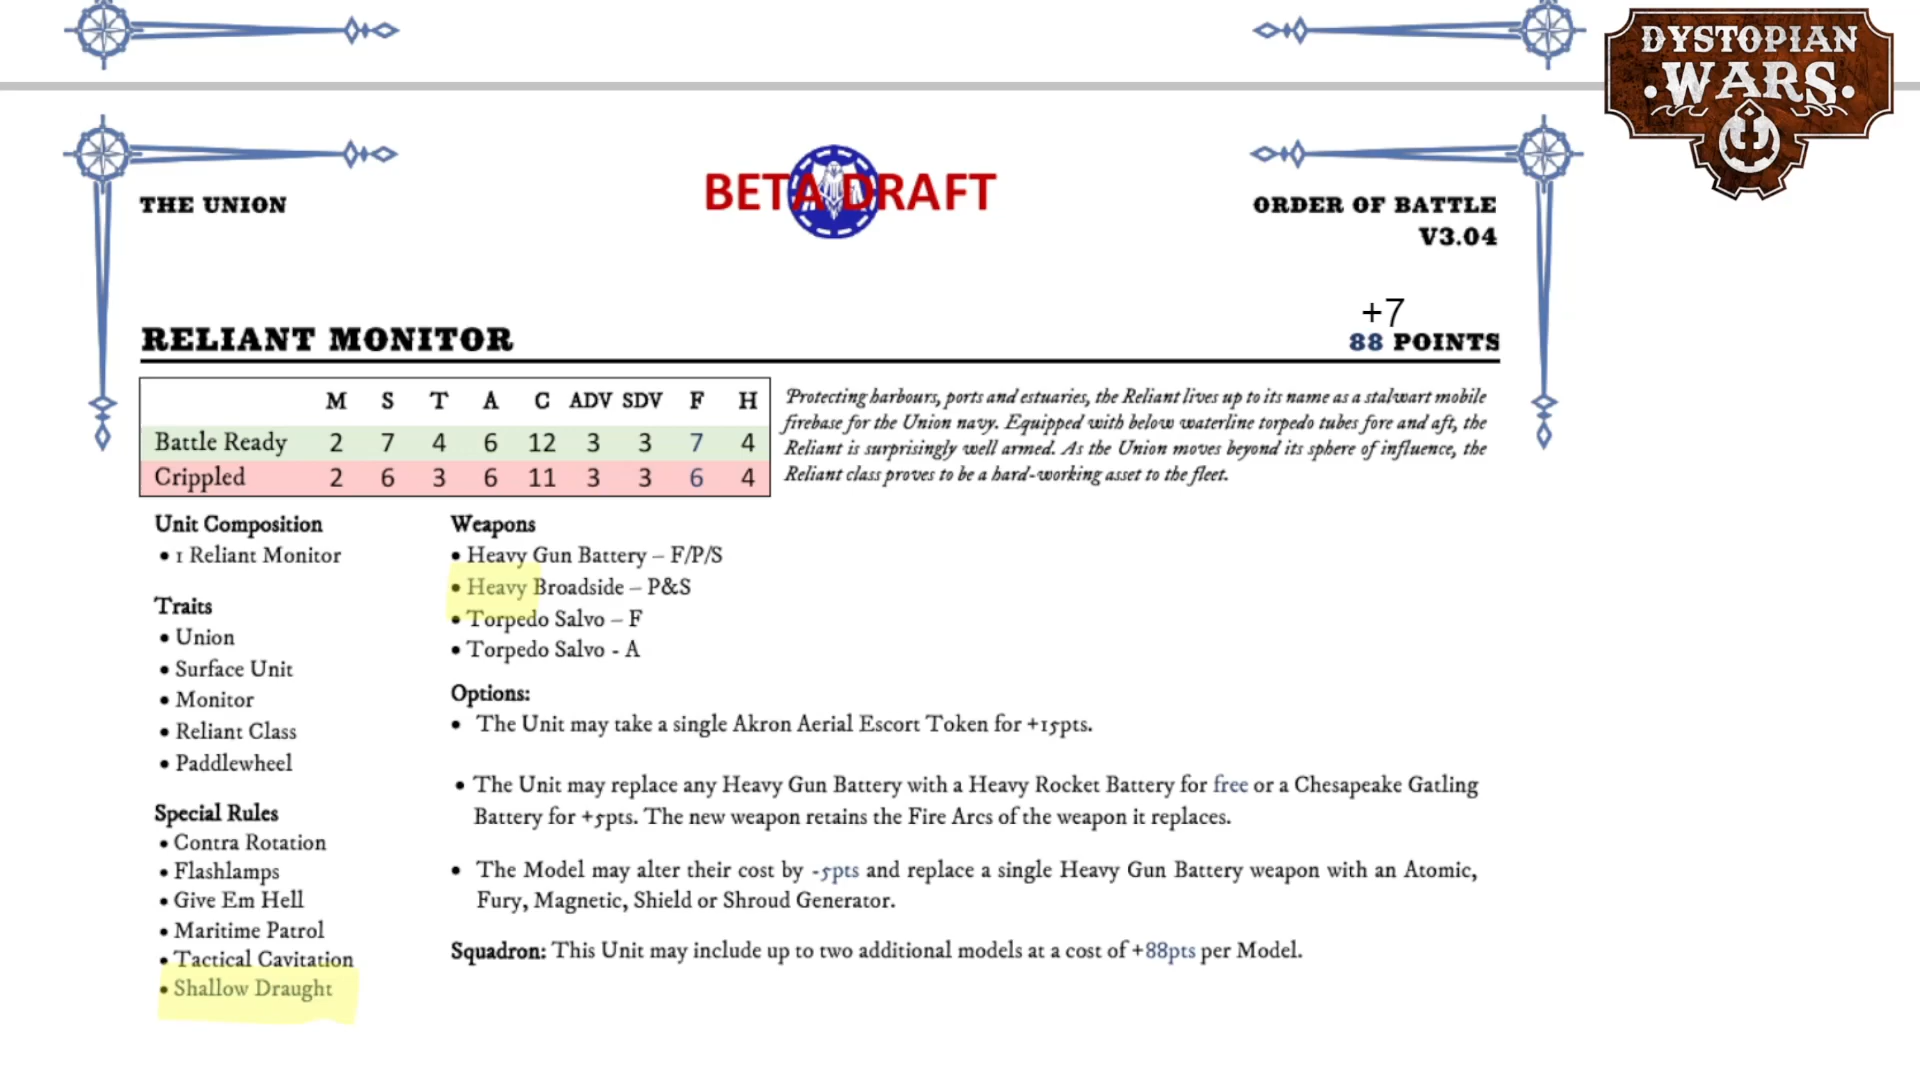 DYSTOPIAN
WARS
BETA DRAFT
THE UNION
ORDER OF BATTLE
V3.04
+7
RELIANT MONITOR
88 POINTS
M S T A C ADV SDV F H
Battle Ready 2 7 4 6 12 3 3 7 4
Crippled 2 6 3 6 11 3 3 6 4
Protecting harbours, ports and estuaries, the Reliant lives up to its name as a stalwart mobile
firebase for the Union navy. Equipped with below waterline torpedo tubes fore and aft, the
Reliant is surprisingly well armed. As the Union moves beyond its sphere of influence, the
Reliant class proves to be a hard-working asset to the fleet.
Unit Composition
• 1 Reliant Monitor
Traits
• Union
• Surface Unit
• Monitor
• Reliant Class
• Paddlewheel
Special Rules
• Contra Rotation
• Flashlamps
• Give Em Hell
• Maritime Patrol
• Tactical Cavitation
• Shallow Draught
Weapons
• Heavy Gun Battery – F/P/S
• Heavy Broadside – P&S
• Torpedo Salvo – F
• Torpedo Salvo - A
Options:
• The Unit may take a single Akron Aerial Escort Token for +15pts.
• The Unit may replace any Heavy Gun Battery with a Heavy Rocket Battery for free or a Chesapeake Gatling
Battery for +5pts. The new weapon retains the Fire Arcs of the weapon it replaces.
• The Model may alter their cost by -5pts and replace a single Heavy Gun Battery weapon with an Atomic,
Fury, Magnetic, Shield or Shroud Generator.
Squadron: This Unit may include up to two additional models at a cost of +88pts per Model.